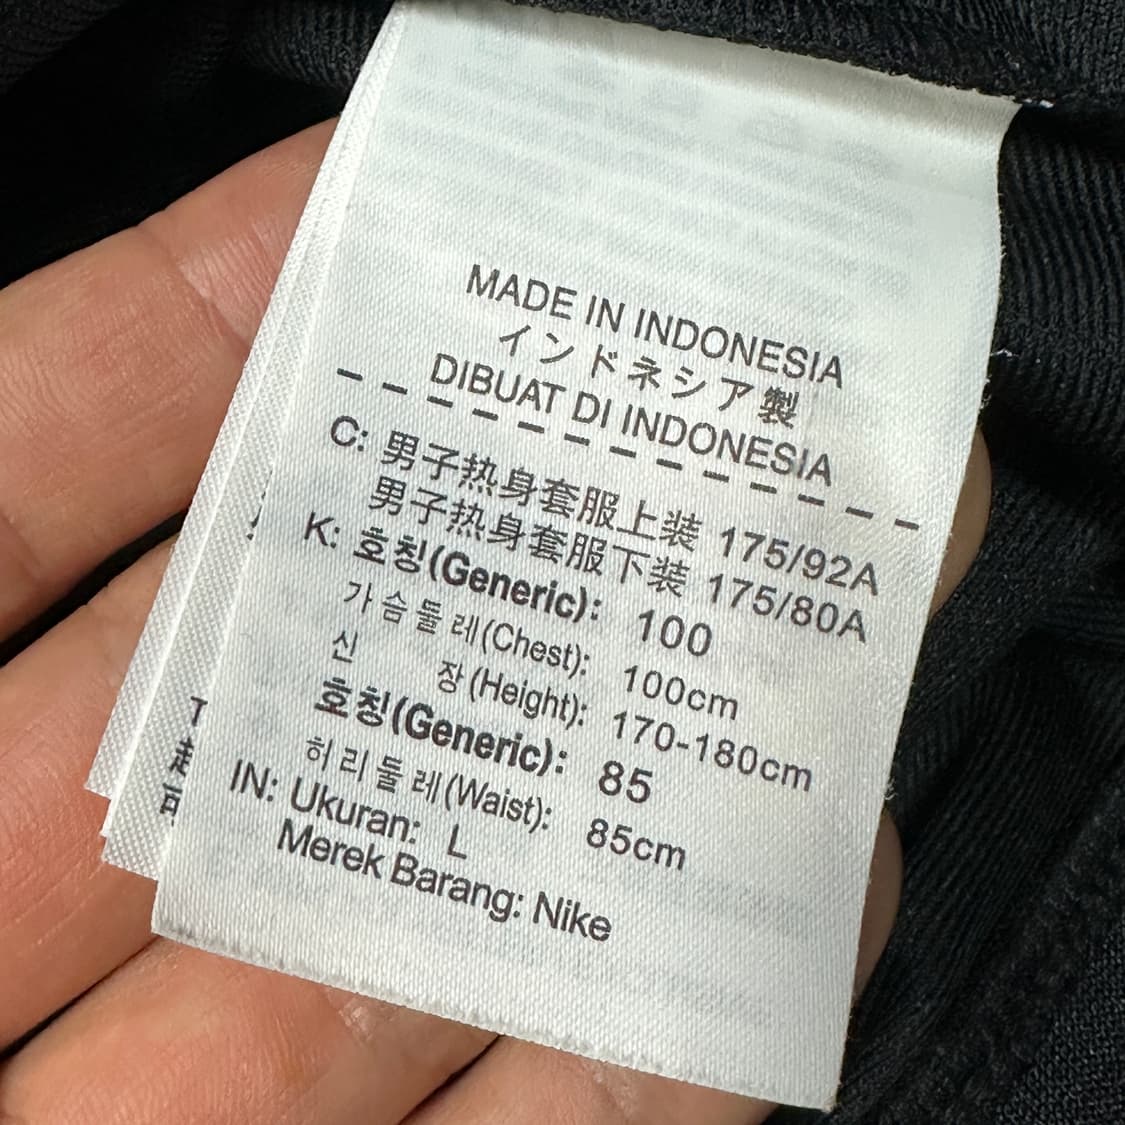 MADE IN INDONESIA
インドネシア製
DIBUAT DI INDONESIA
C: 男子热身套服上装 175/92A
男子热身套服下装 175/80A
K: 호칭(Generic): 100
가슴둘레(Chest): 100cm
신 장(Height): 170-180cm
호칭(Generic): 85
허리둘레(Waist): 85cm
IN: Ukuran: L
Merek Barang: Nike